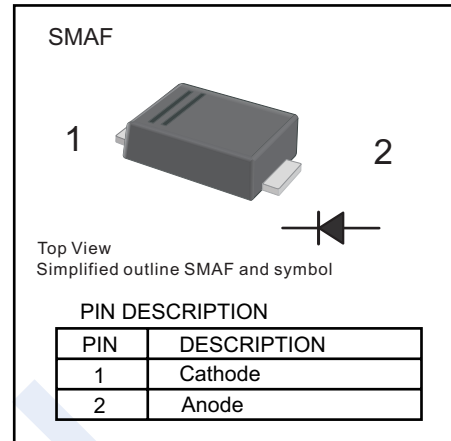 SMAF
1
2
Top View
Simplified outline SMAF and symbol
PIN DESCRIPTION
PIN DESCRIPTION
1 Cathode
2 Anode